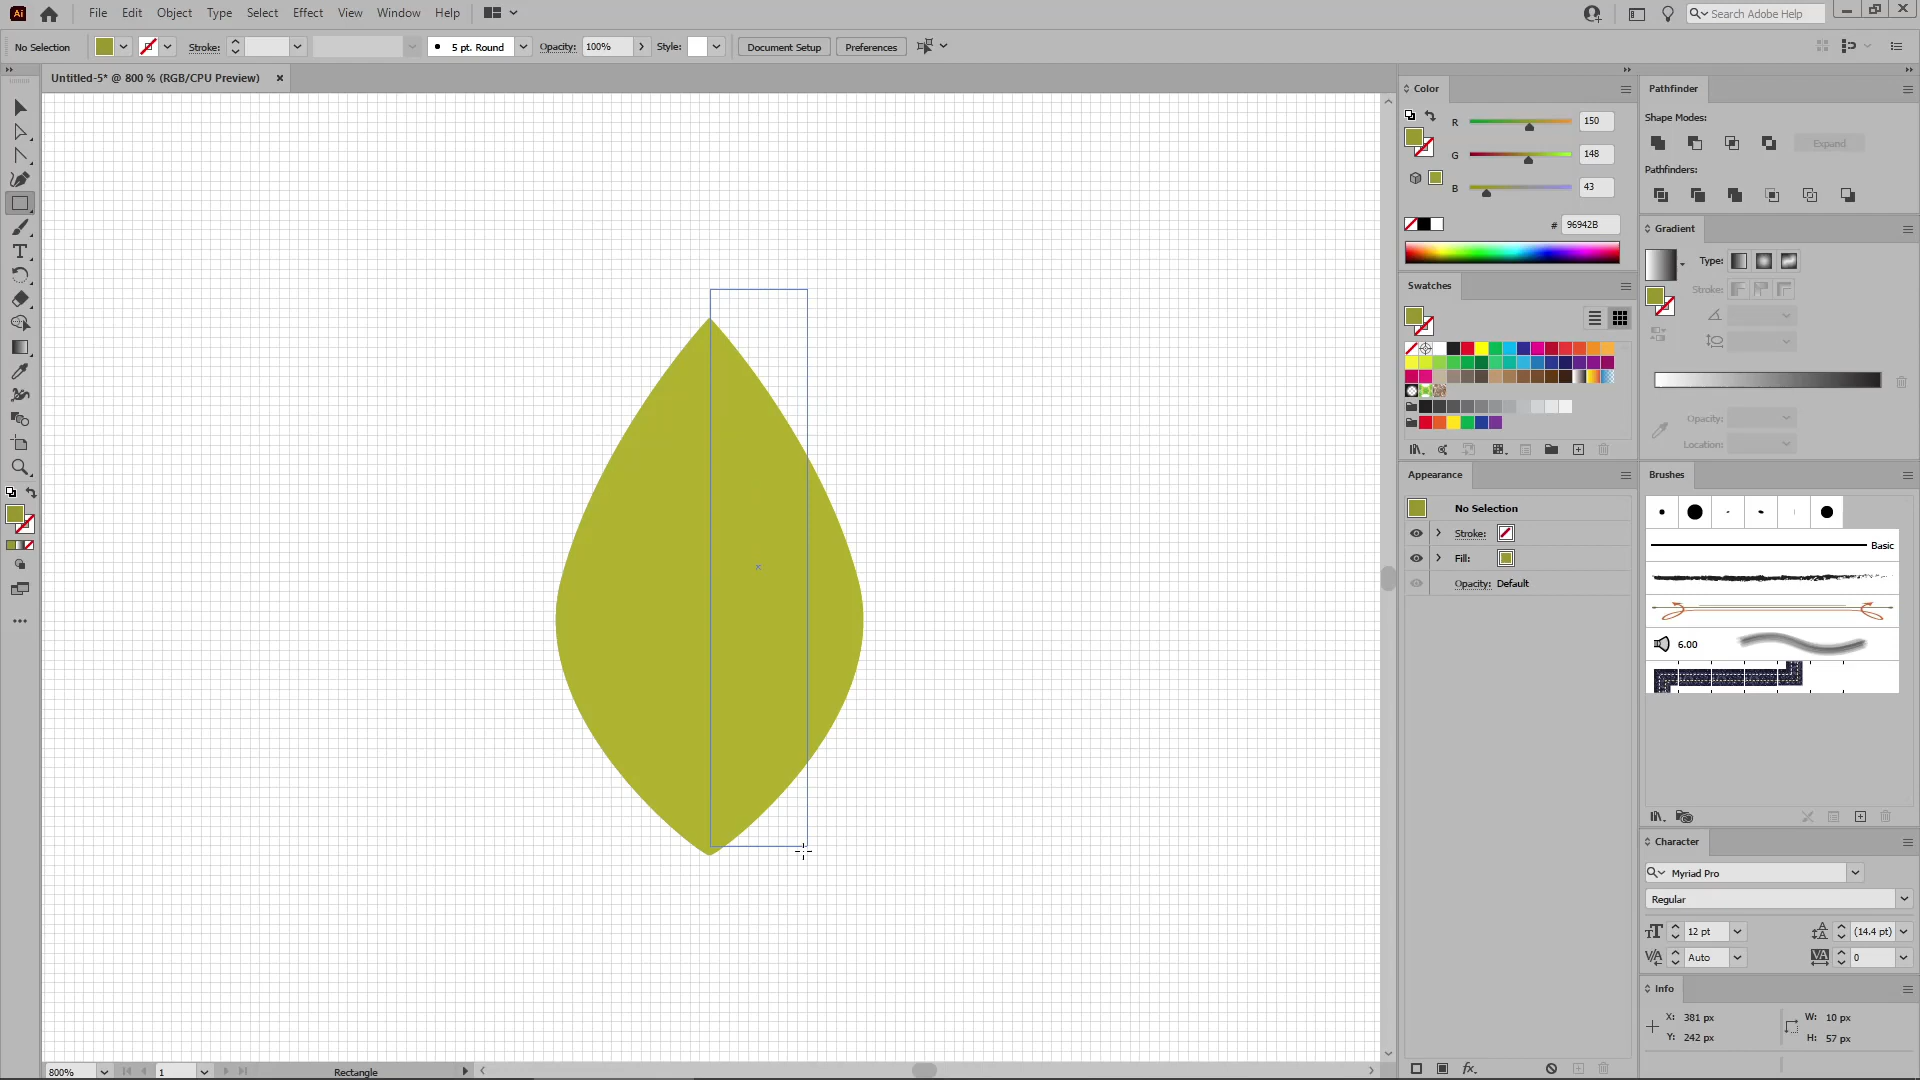 Ai File Edit Object Type Select Effect View Window Help Search Adobe Help
No Selection Stroke: 5 pt. Round Opacity: 100% Style: Document Setup Preferences
Untitled-5* @ 800 % (RGB/CPU Preview)
Color
R 150
G 148
B 43
# 96942B
Swatches
Appearance
No Selection
Stroke:
Fill:
Opacity: Default
fx.
Pathfinder
Shape Modes:
Expand
Pathfinders:
Gradient
Type:
Stroke:
Opacity:
Location:
Brushes
Basic
6.00
Character
Myriad Pro
Regular
12 pt (14.4 pt)
Auto 0
Info
X: 381 px W: 10 px
Y: 242 px H: 57 px
800% 1 Rectangle